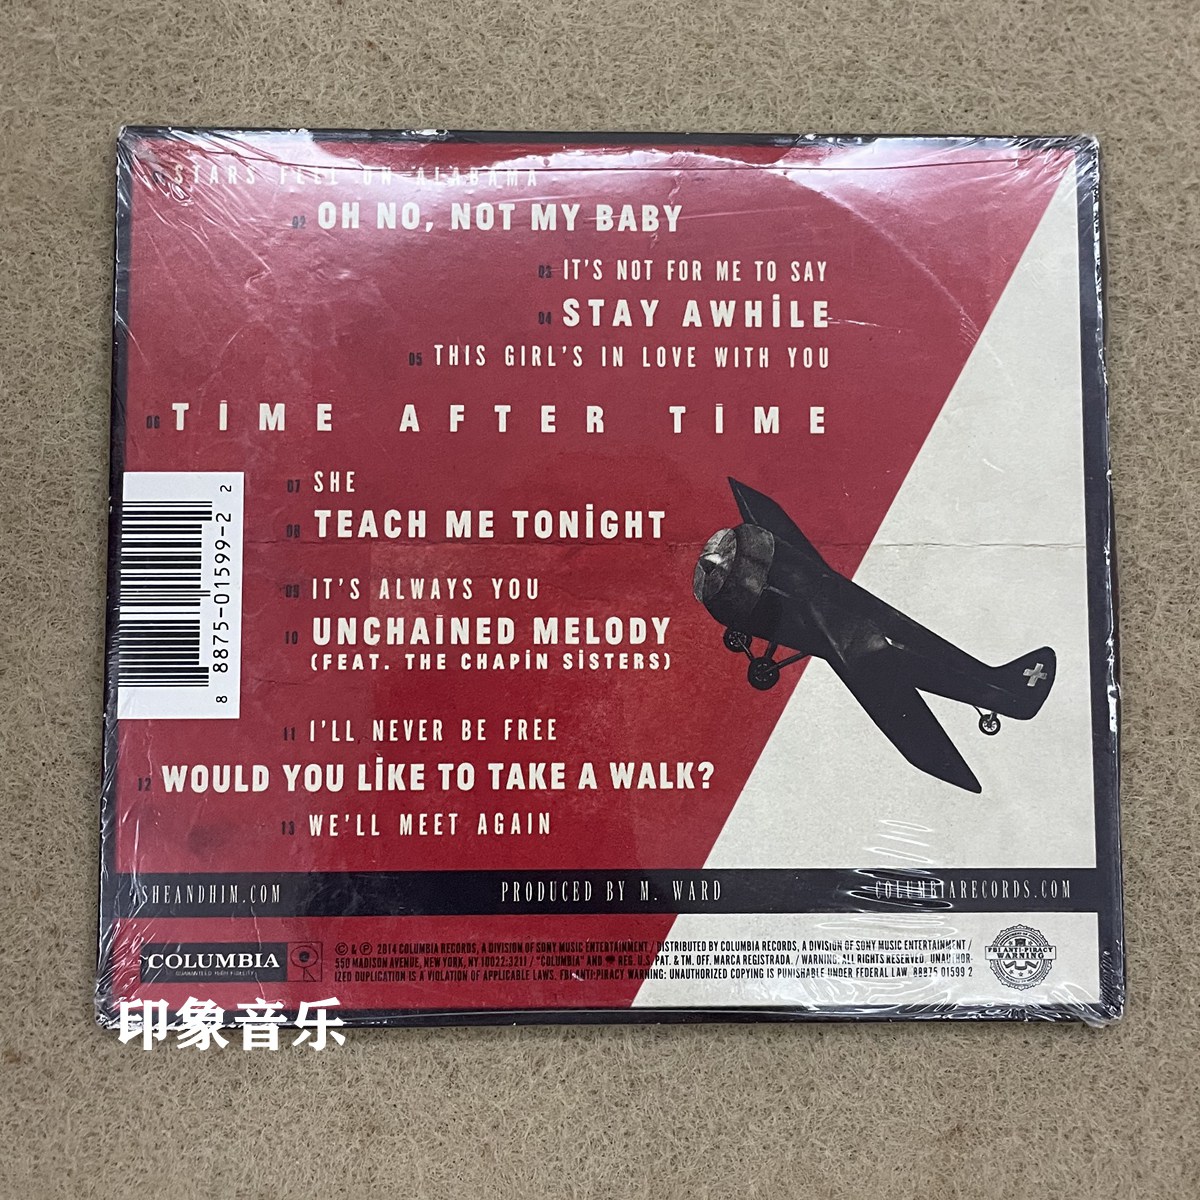 STARS FELL ON ALABAMA
02 OH NO, NOT MY BABY
03 IT'S NOT FOR ME TO SAY
04 STAY AWHILE
05 THIS GIRL'S IN LOVE WITH YOU
06 TIME AFTER TIME
07 SHE
08 TEACH ME TONIGHT
09 IT'S ALWAYS YOU
10 UNCHAINED MELODY
(FEAT. THE CHAPIN SISTERS)
11 I'LL NEVER BE FREE
12 WOULD YOU LIKE TO TAKE A WALK?
13 WE'LL MEET AGAIN
8 8875-01599-2 2
SHEANDHIM.COM
PRODUCED BY M. WARD
COLUMBIARECORDS.COM
COLUMBIA
GUARANTEED HIGH FIDELITY
© & ℗ 2014 COLUMBIA RECORDS, A DIVISION OF SONY MUSIC ENTERTAINMENT / DISTRIBUTED BY COLUMBIA RECORDS, A DIVISION OF SONY MUSIC ENTERTAINMENT /
550 MADISON AVENUE, NEW YORK, NY 10022-3211 / "COLUMBIA" AND REG. U.S. PAT. & TM. OFF. MARCA REGISTRADA. / WARNING: ALL RIGHTS RESERVED. UNAUTHOR-
IZED DUPLICATION IS A VIOLATION OF APPLICABLE LAWS. FBI ANTI-PIRACY WARNING: UNAUTHORIZED COPYING IS PUNISHABLE UNDER FEDERAL LAW. 88875 01599 2
FBI ANTI-PIRACY
WARNING
印象音乐